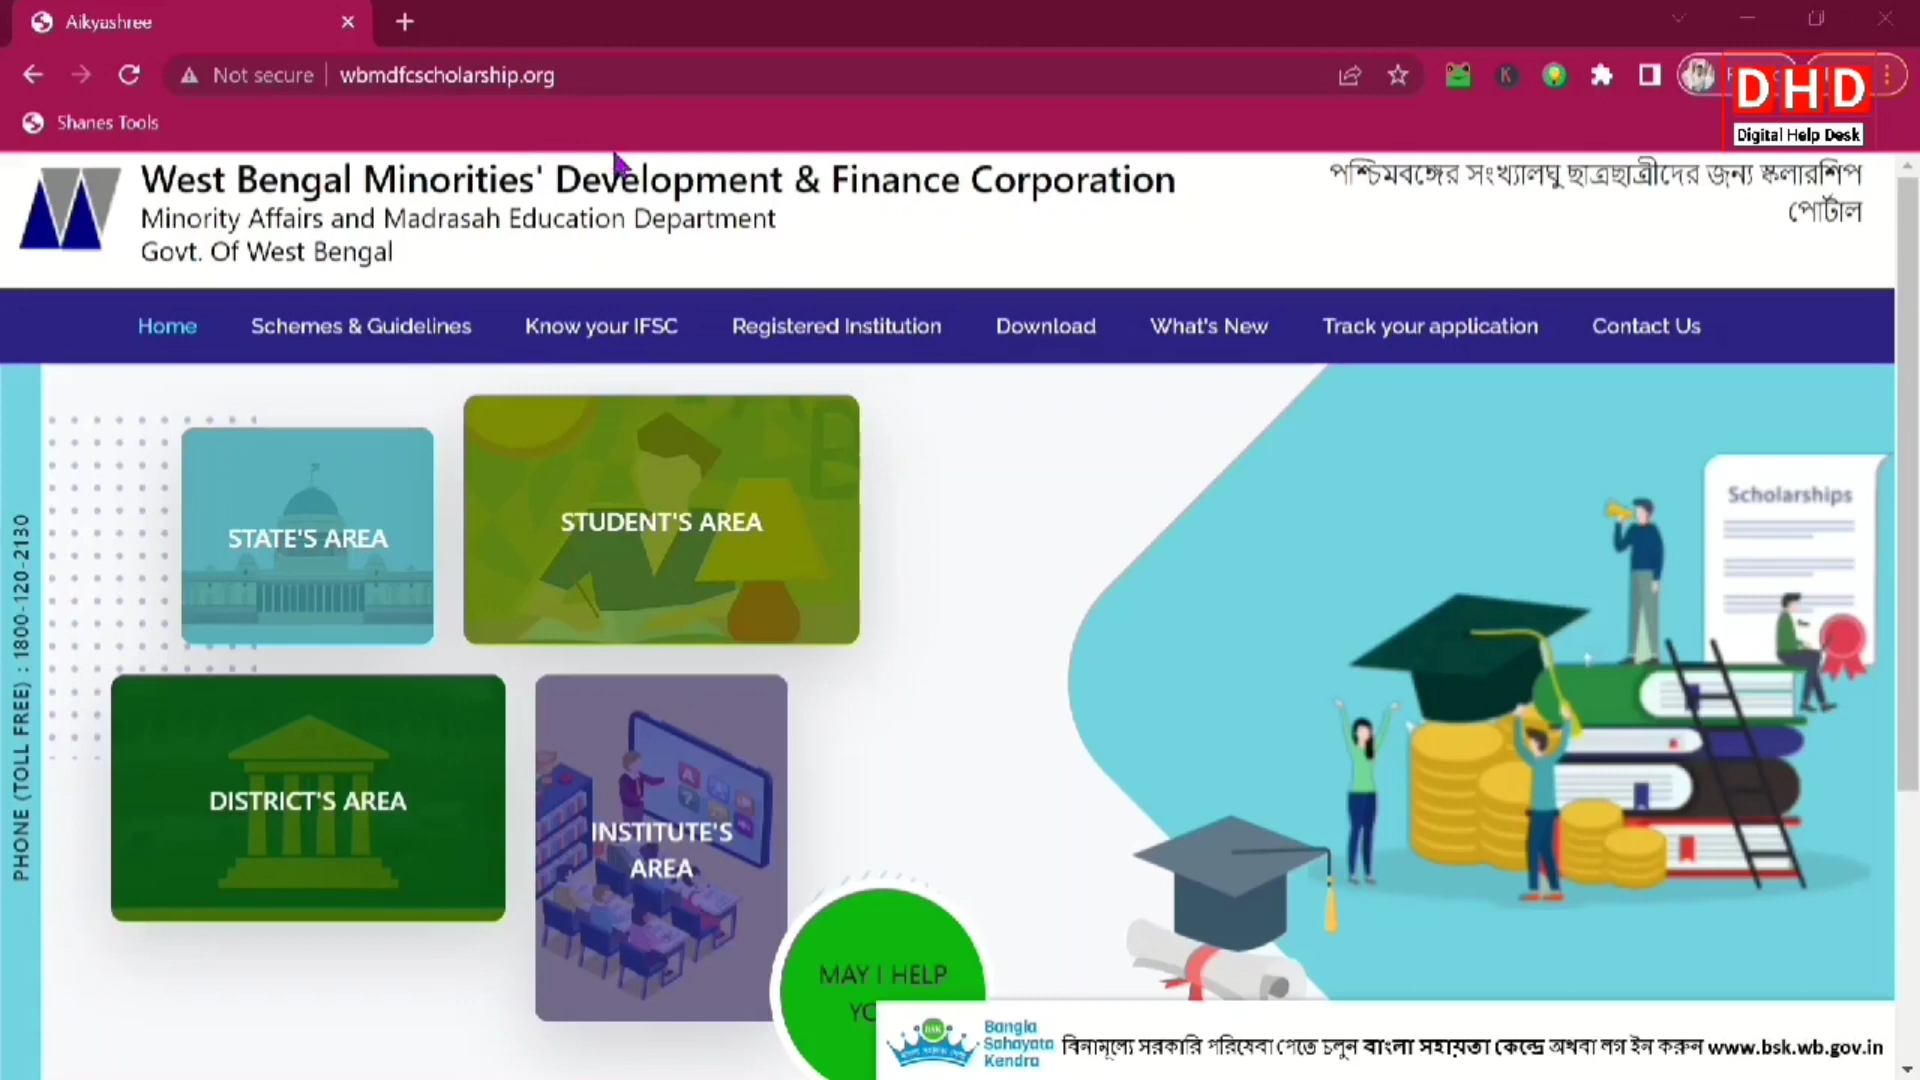 Aikyashree
Not secure
wbmdfcscholarship.org
DHD
Digital Help Desk
Shanes Tools
West Bengal Minorities' Development & Finance Corporation
Minority Affairs and Madrasah Education Department
Govt. Of West Bengal
পশ্চিমবঙ্গের সংখ্যালঘু ছাত্রছাত্রীদের জন্য স্কলারশিপ
পোর্টাল
Home
Schemes & Guidelines
Know your IFSC
Registered Institution
Download
What's New
Track your application
Contact Us
PHONE (TOLL FREE) : 1800-120-2130
STATE'S AREA
STUDENT'S AREA
DISTRICT'S AREA
INSTITUTE'S
AREA
Scholarships
MAY I HELP
BSK
Bangla
Sahayata
Kendra
বিনামূল্যে সরকারি পরিষেবা পেতে চলুন বাংলা সহায়তা কেন্দ্রে অথবা লগ ইন করুন www.bsk.wb.gov.in